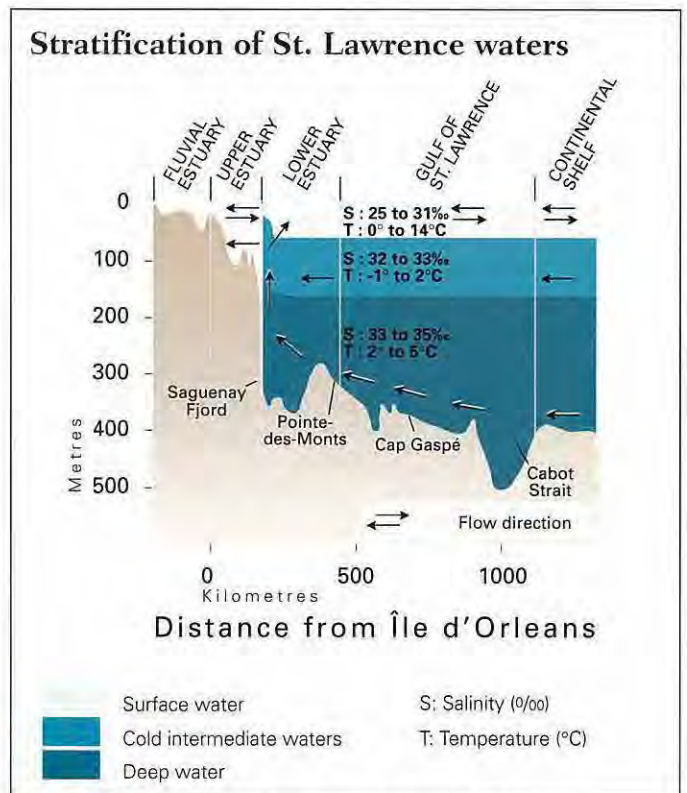 Stratification of St. Lawrence waters
FLUVIAL
ESTUARY
UPPER
ESTUARY
LOWER
ESTUARY
GULF OF
ST. LAWRENCE
CONTINENTAL
SHELF
0
100
200
300
400
500
Metres
S : 25 to 31‰
T : 0° to 14°C
S : 32 to 33‰
T : -1° to 2°C
S : 33 to 35‰
T : 2° to 5°C
Saguenay
Fjord
Pointe-
des-Monts
Cap Gaspé
Cabot
Strait
Flow direction
0
500
1000
Kilometres
Distance from Île d'Orleans
Surface water
Cold intermediate waters
Deep water
S: Salinity (0/00)
T: Temperature (°C)